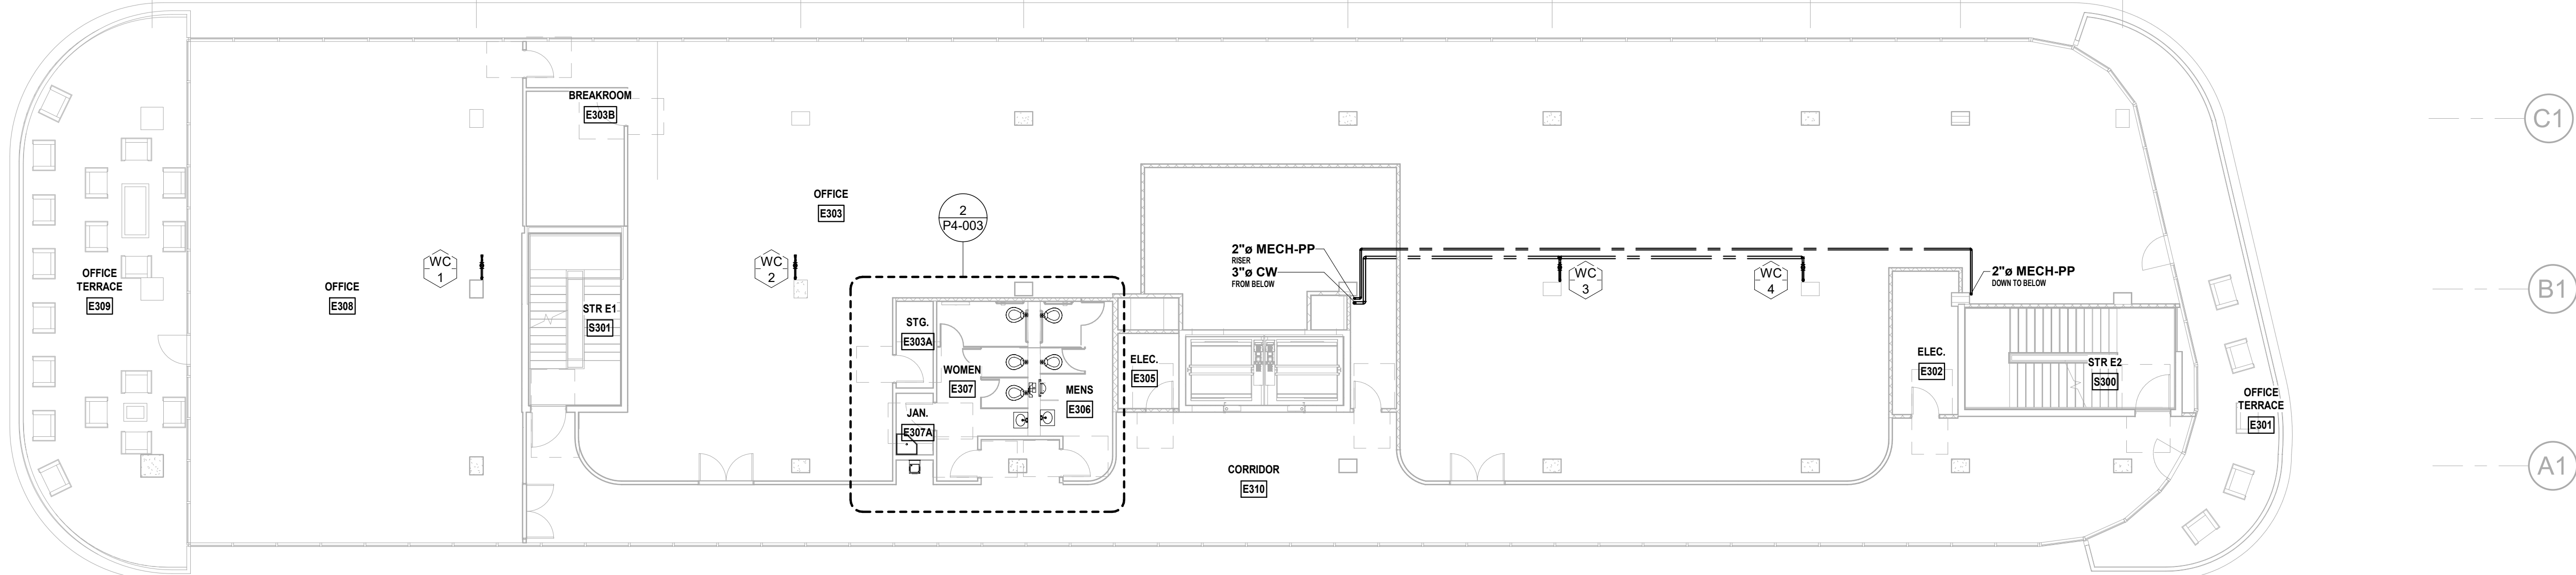 C1
BREAKROOM
E303B
OFFICE
E303
2
P4-003
2"ø MECH-PP
RISER
3"ø CW
FROM BELOW
WC
1
WC
2
WC
3
WC
4
2"ø MECH-PP
DOWN TO BELOW
B1
OFFICE
TERRACE
E309
OFFICE
E308
STR E1
S301
STG.
E303A
WOMEN
E307
MENS
E306
JAN.
E307A
ELEC.
E305
ELEC.
E302
STR E2
S300
OFFICE
TERRACE
E301
CORRIDOR
E310
A1